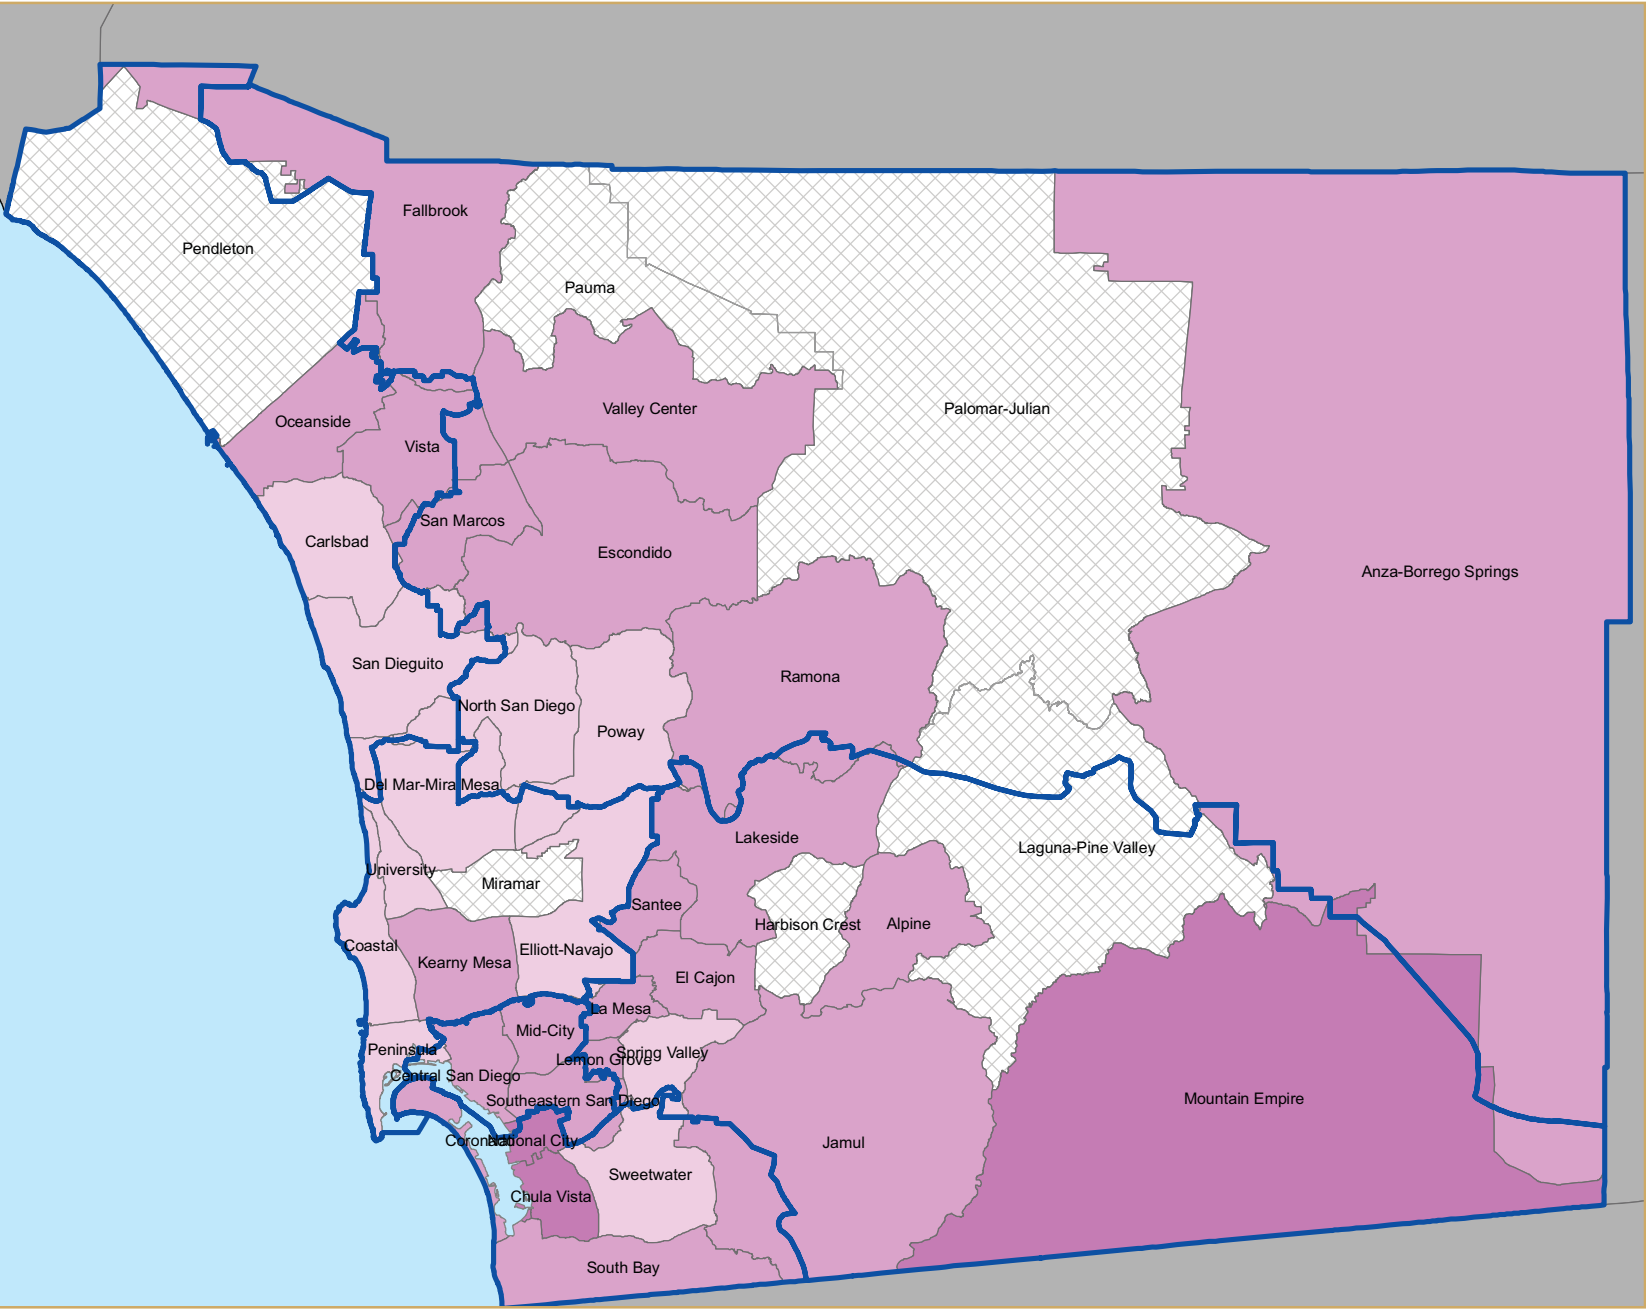 Fallbrook
Pendleton
Pauma
Valley Center
Palomar-Julian
Oceanside
Vista
San Marcos
Carlsbad
Escondido
Anza-Borrego Springs
San Dieguito
Ramona
North San Diego
Poway
Del Mar-Mira Mesa
Lakeside
Laguna-Pine Valley
University
Miramar
Santee
Harbison Crest
Alpine
Coastal
Elliott-Navajo
Kearny Mesa
El Cajon
La Mesa
Mid-City
Peninsula
Spring Valley
Lemon Grove
Central San Diego
Southeastern San Diego
Mountain Empire
Coronado
National City
Jamul
Sweetwater
Chula Vista
South Bay